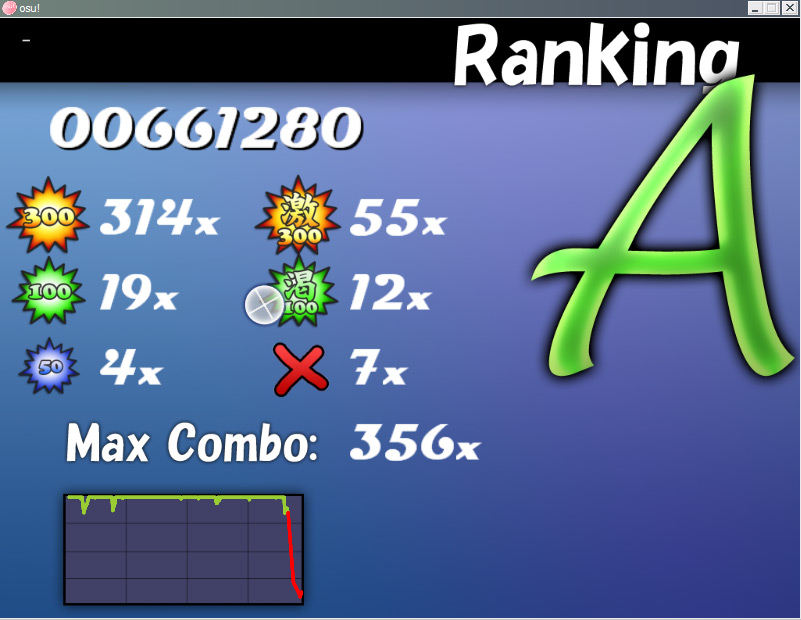 osu!
-
Ranking
A
00661280
300 314x 激 300 55x
100 19x 喝 100 12x
50 4x 7x
Max Combo: 356x